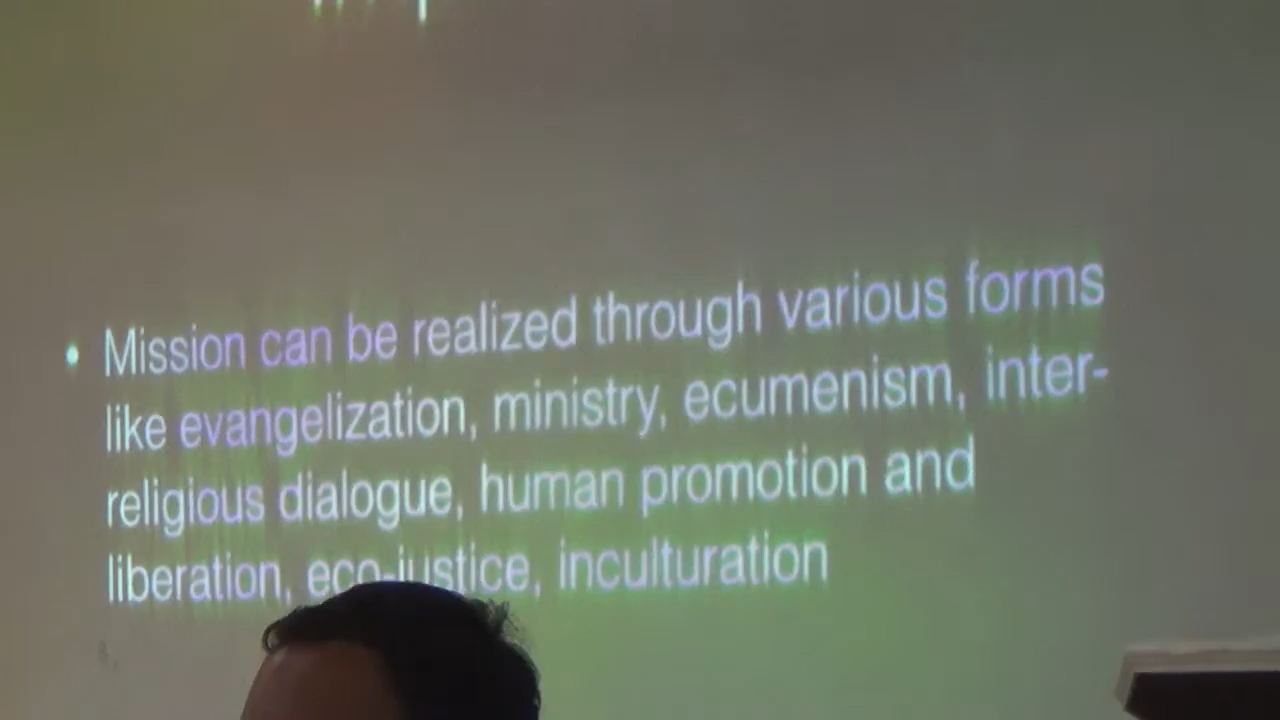 • Mission can be realized through various forms
like evangelization, ministry, ecumenism, inter-
religious dialogue, human promotion and
liberation, eco-justice, inculturation